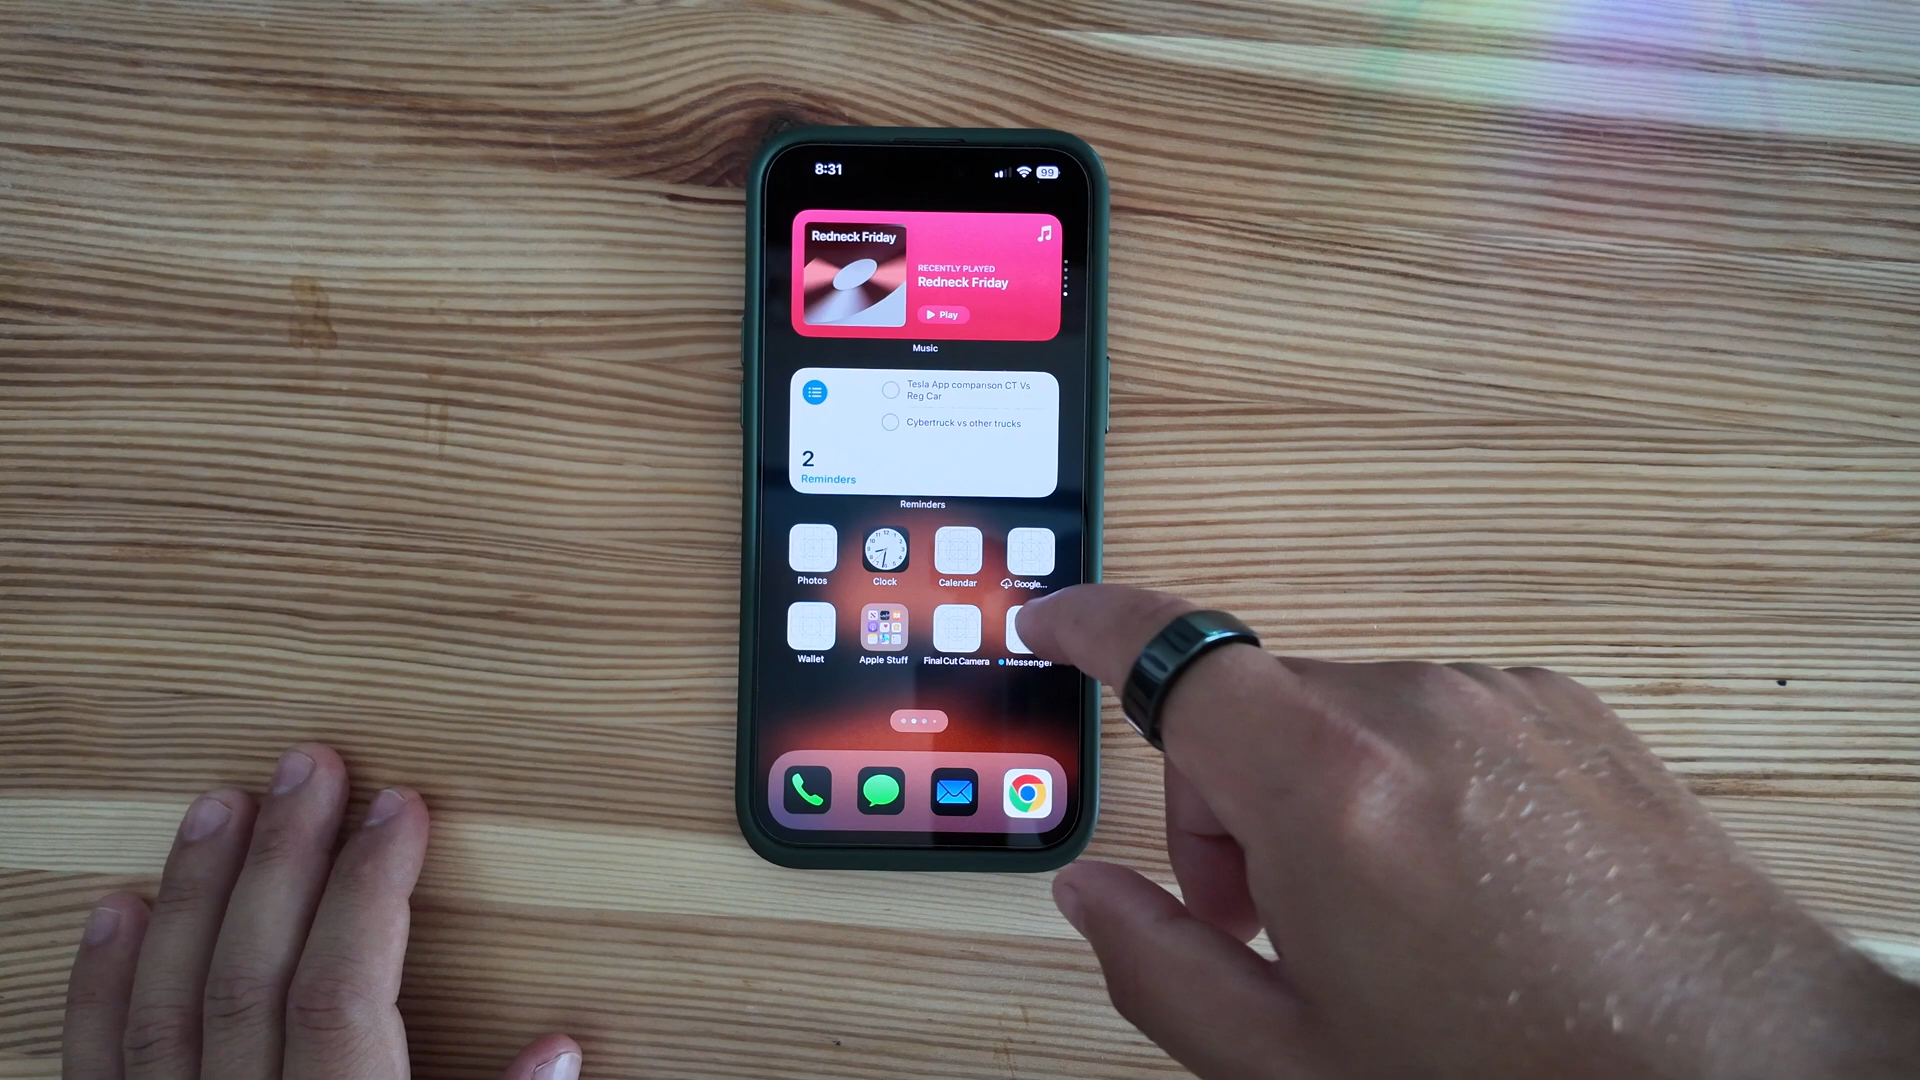 8:31
99
Redneck Friday
RECENTLY PLAYED
Redneck Friday
Play
Music
Tesla App comparison CT Vs
Reg Car
Cybertruck vs other trucks
2
Reminders
Reminders
Photos
Clock
Calendar
Google...
Wallet
Apple Stuff
Final Cut Camera
Messenger